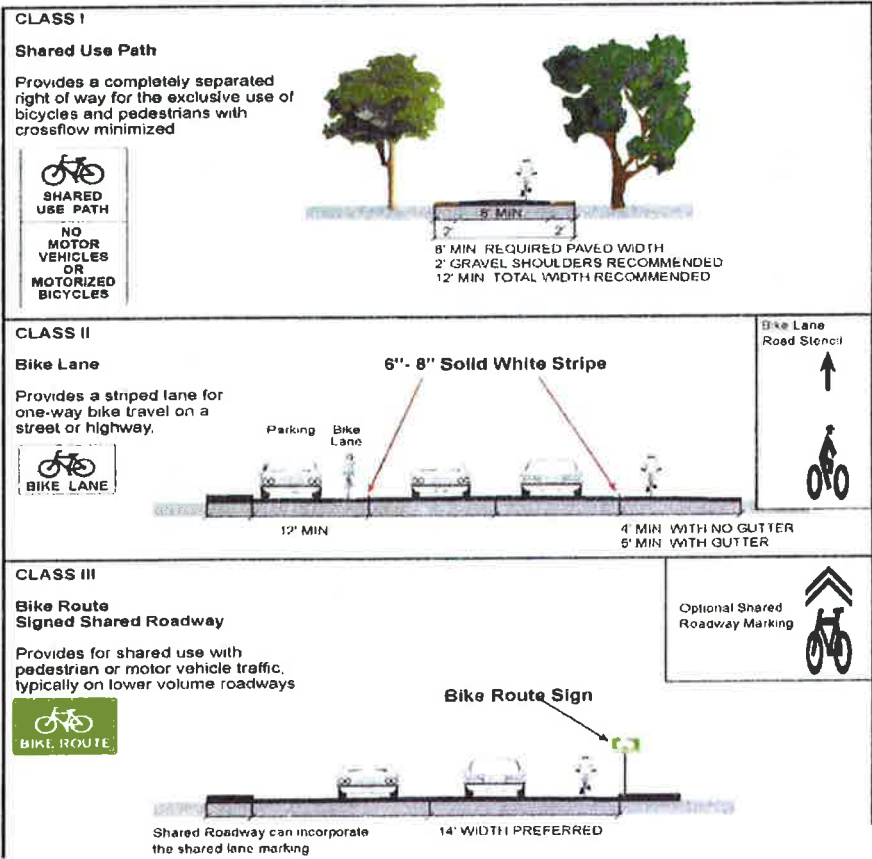 CLASS I
Shared Use Path
Provides a completely separated
right of way for the exclusive use of
bicycles and pedestrians with
crossflow minimized
SHARED
USE PATH
NO
MOTOR
VEHICLES
OR
MOTORIZED
BICYCLES
8' MIN
2' 2'
8' MIN REQUIRED PAVED WIDTH
2' GRAVEL SHOULDERS RECOMMENDED
12' MIN TOTAL WIDTH RECOMMENDED
CLASS II
Bike Lane
Provides a striped lane for
one-way bike travel on a
street or highway.
BIKE LANE
6"- 8" Solid White Stripe
Parking
Bike
Lane
12' MIN
4' MIN WITH NO GUTTER
5' MIN WITH GUTTER
Bike Lane
Road Stencil
CLASS III
Bike Route
Signed Shared Roadway
Provides for shared use with
pedestrian or motor vehicle traffic,
typically on lower volume roadways
BIKE ROUTE
Optional Shared
Roadway Marking
Bike Route Sign
Shared Roadway can incorporate
the shared lane marking
14' WIDTH PREFERRED